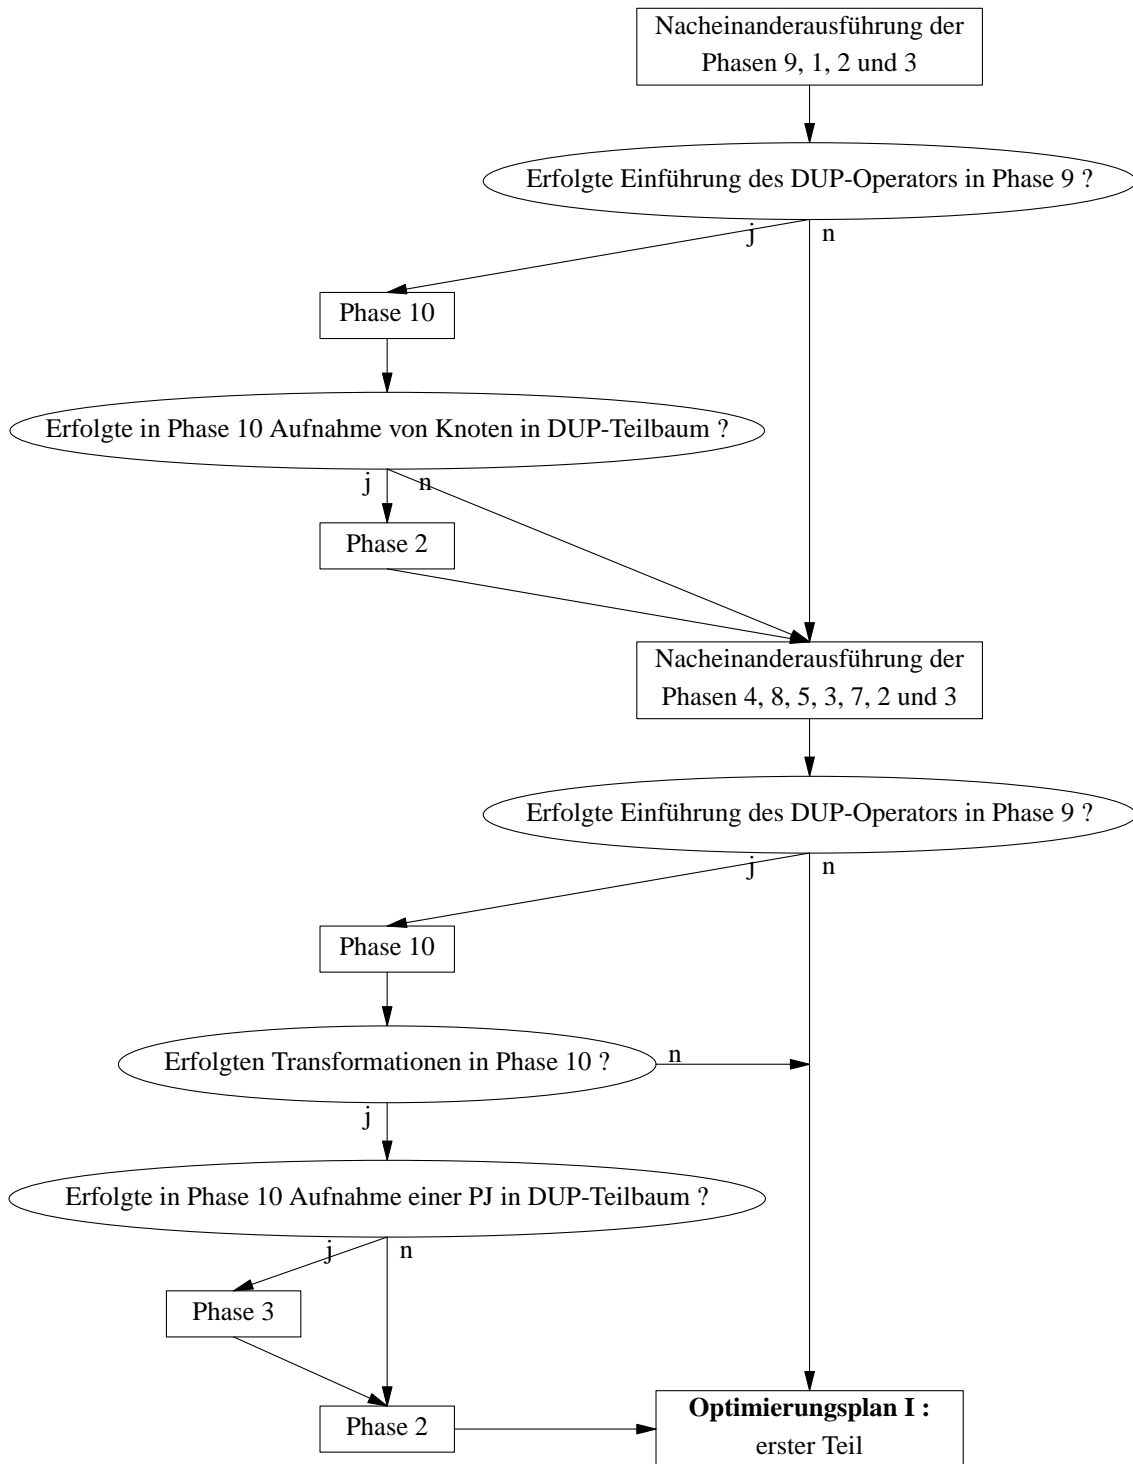 Nacheinanderausführung der
Phasen 9, 1, 2 und 3
Erfolgte Einführung des DUP-Operators in Phase 9 ?
j
n
Phase 10
Erfolgte in Phase 10 Aufnahme von Knoten in DUP-Teilbaum ?
j
n
Phase 2
Nacheinanderausführung der
Phasen 4, 8, 5, 3, 7, 2 und 3
Erfolgte Einführung des DUP-Operators in Phase 9 ?
j
n
Phase 10
Erfolgten Transformationen in Phase 10 ?
n
j
Erfolgte in Phase 10 Aufnahme einer PJ in DUP-Teilbaum ?
j
n
Phase 3
Phase 2
Optimierungsplan I :
erster Teil